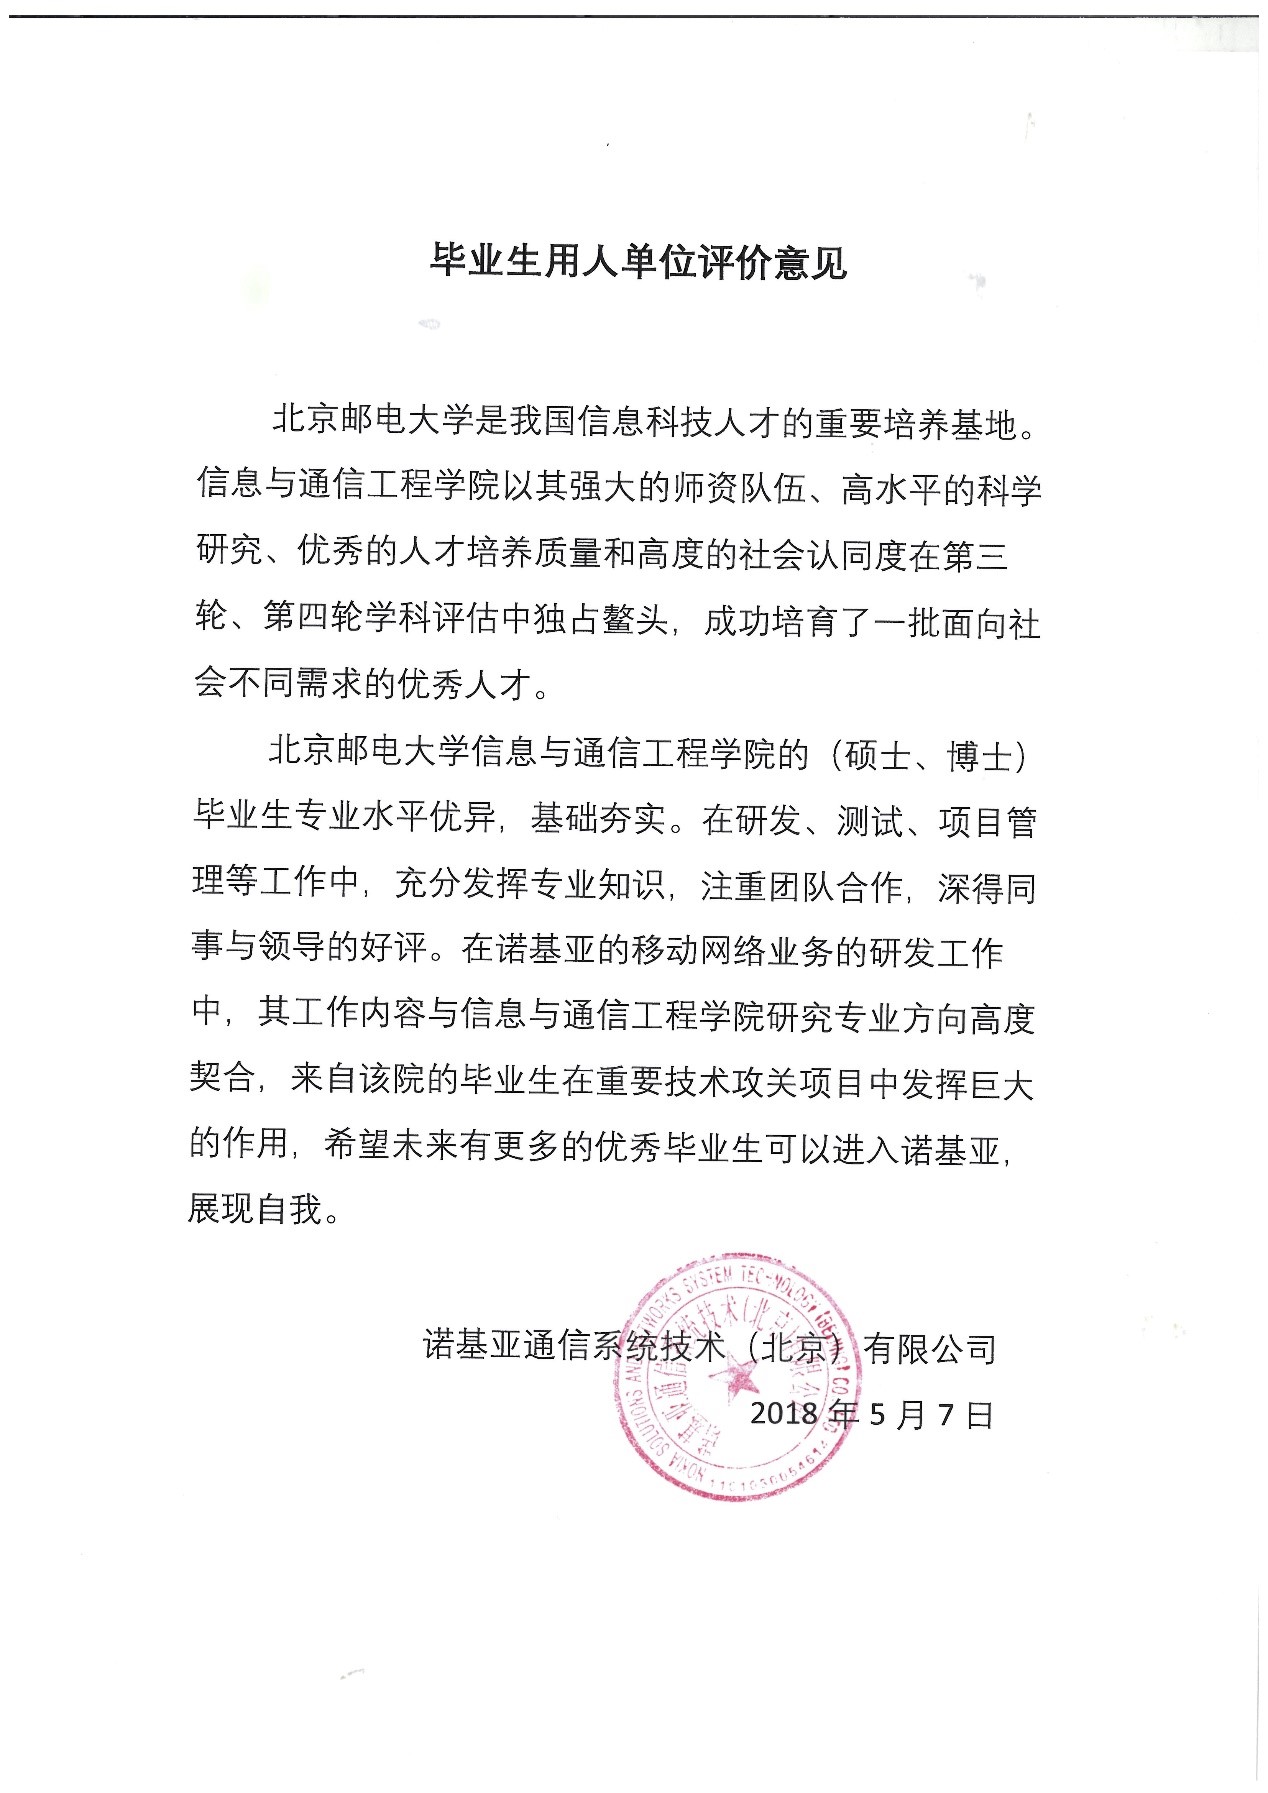 毕业生用人单位评价意见
北京邮电大学是我国信息科技人才的重要培养基地。
信息与通信工程学院以其强大的师资队伍、高水平的科学
研究、优秀的人才培养质量和高度的社会认同度在第三
轮、第四轮学科评估中独占鳌头，成功培育了一批面向社
会不同需求的优秀人才。
北京邮电大学信息与通信工程学院的（硕士、博士）
毕业生专业水平优异，基础夯实。在研发、测试、项目管
理等工作中，充分发挥专业知识，注重团队合作，深得同
事与领导的好评。在诺基亚的移动网络业务的研发工作
中，其工作内容与信息与通信工程学院研究专业方向高度
契合，来自该院的毕业生在重要技术攻关项目中发挥巨大
的作用，希望未来有更多的优秀毕业生可以进入诺基亚，
展现自我。
诺基亚通信系统技术（北京）有限公司
2018 年 5 月 7 日
NOKIA SOLUTIONS AND NETWORKS SYSTEM TECHNOLOGY (BEIJING) CO., LTD
诺基亚通信系统技术(北京)有限公司
1101030054614